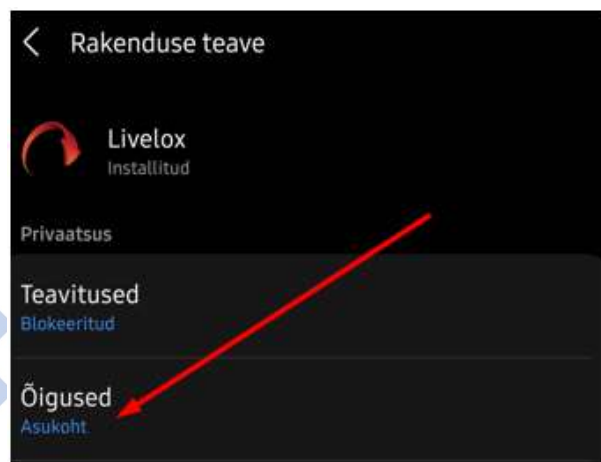 Rakenduse teave
Livelox
Installitud
Privaatsus
Teavitused
Blokeeritud
Õigused
Asukoht